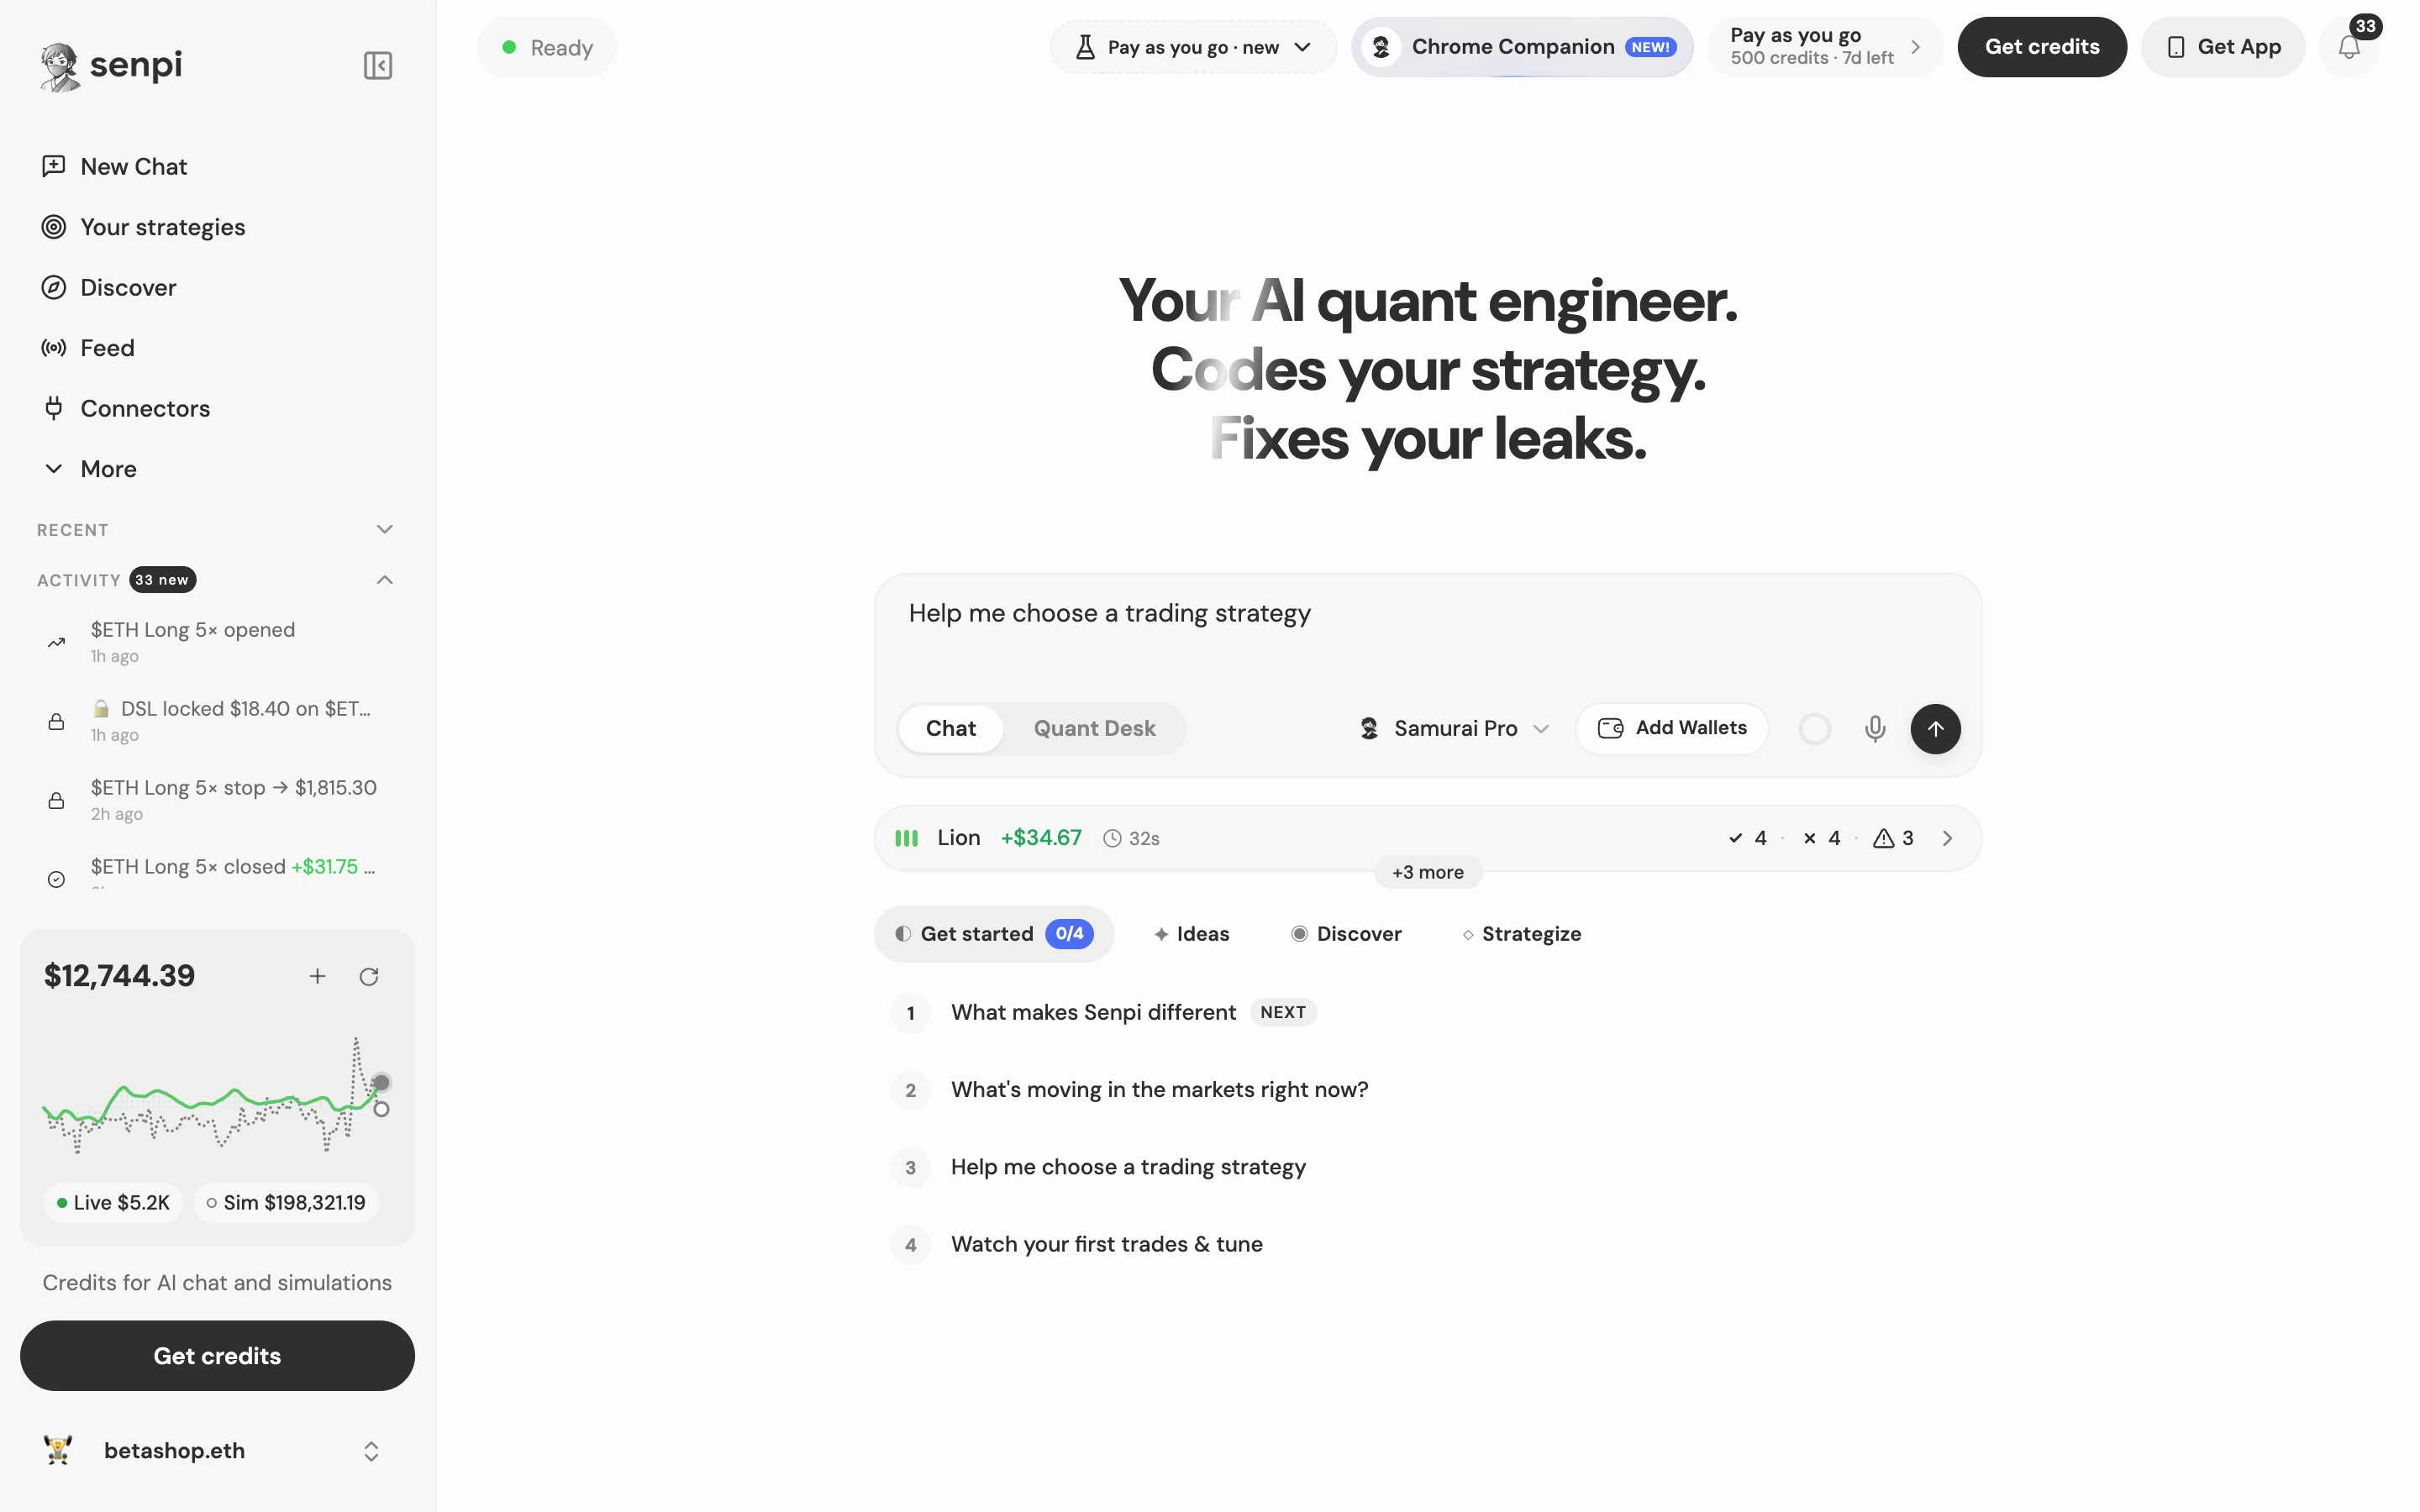 senpi
New Chat
Your strategies
Discover
Feed
Connectors
More
RECENT
ACTIVITY 33 new
$ETH Long 5× opened
1h ago
🔒 DSL locked $18.40 on $ET...
1h ago
$ETH Long 5× stop → $1,815.30
2h ago
$ETH Long 5× closed +$31.75 ...
$12,744.39
Live $5.2K
Sim $198,321.19
Credits for AI chat and simulations
Get credits
betashop.eth
Ready
Pay as you go · new
Chrome Companion NEW!
Pay as you go
500 credits · 7d left
Get credits
Get App
33
Your AI quant engineer.
Codes your strategy.
Fixes your leaks.
Help me choose a trading strategy
Chat
Quant Desk
Samurai Pro
Add Wallets
Lion +$34.67 32s
4 · 4 · 3
+3 more
Get started 0/4
Ideas
Discover
Strategize
1 What makes Senpi different NEXT
2 What's moving in the markets right now?
3 Help me choose a trading strategy
4 Watch your first trades & tune